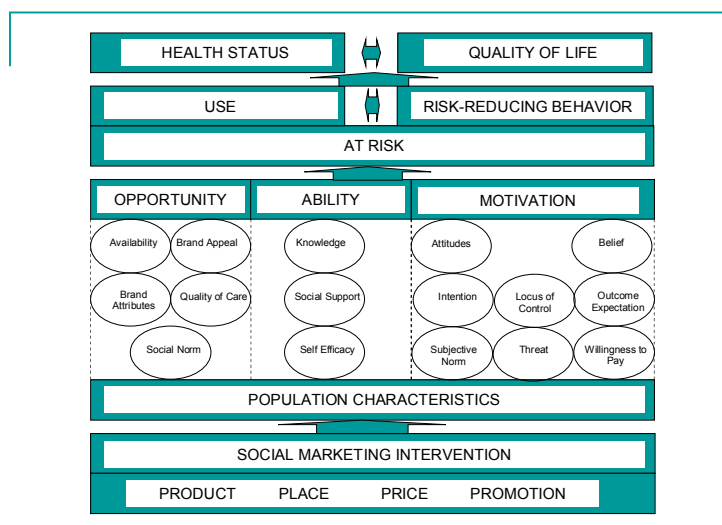 HEALTH STATUS
QUALITY OF LIFE
USE
RISK-REDUCING BEHAVIOR
AT RISK
OPPORTUNITY
ABILITY
MOTIVATION
Availability
Brand Appeal
Knowledge
Attitudes
Belief
Brand
Attributes
Quality of Care
Social Support
Intention
Locus of
Control
Outcome
Expectation
Social Norm
Self Efficacy
Subjective
Norm
Threat
Willingness to
Pay
POPULATION CHARACTERISTICS
SOCIAL MARKETING INTERVENTION
PRODUCT PLACE PRICE PROMOTION